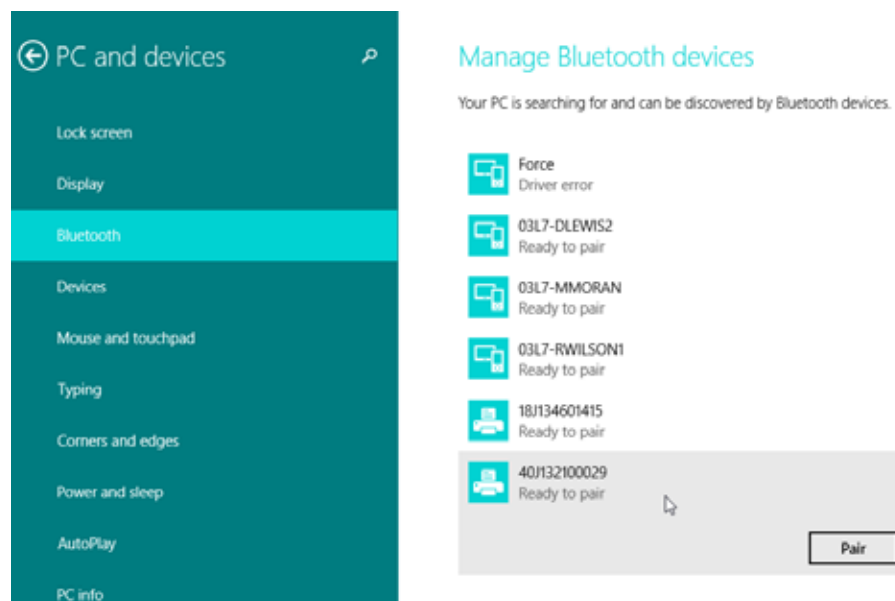 PC and devices
Lock screen
Display
Bluetooth
Devices
Mouse and touchpad
Typing
Corners and edges
Power and sleep
AutoPlay
PC info
Manage Bluetooth devices
Your PC is searching for and can be discovered by Bluetooth devices.
Force
Driver error
03L7-DLEWIS2
Ready to pair
03L7-MMORAN
Ready to pair
03L7-RWILSON1
Ready to pair
18J134601415
Ready to pair
40J132100029
Ready to pair
Pair